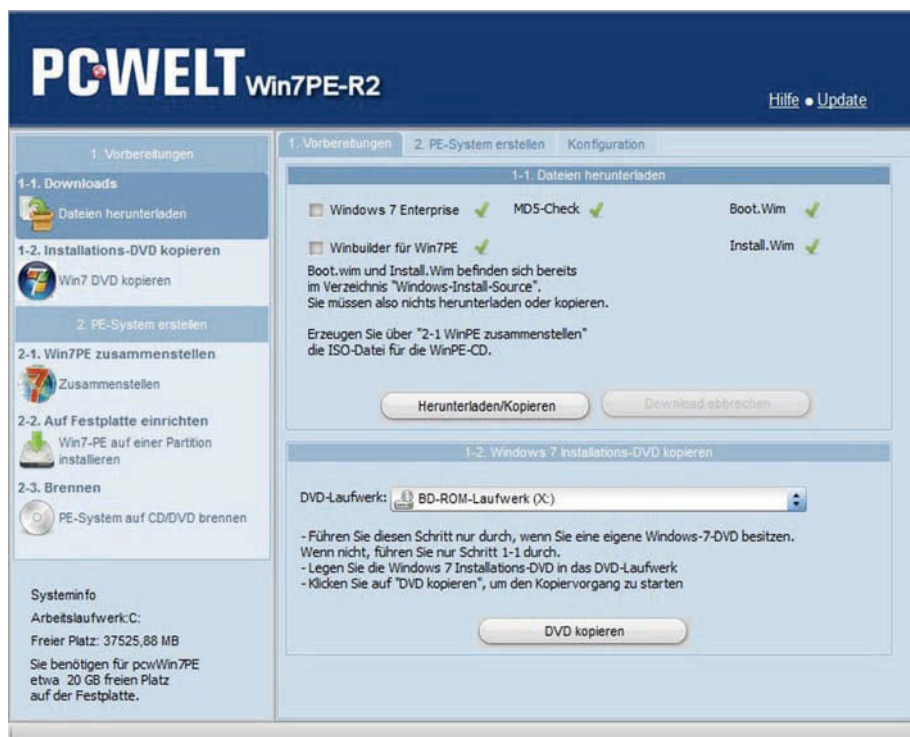 PCWELT Win7PE-R2
Hilfe ● Update
1. Vorbereitungen
1-1. Downloads
Dateien herunterladen
1-2. Installations-DVD kopieren
Win7 DVD kopieren
2. PE-System erstellen
2-1. Win7PE zusammenstellen
Zusammenstellen
2-2. Auf Festplatte einrichten
Win7-PE auf einer Partition
installieren
2-3. Brennen
PE-System auf CD/DVD brennen
Systeminfo
Arbeitslaufwerk:C:
Freier Platz: 37525,88 MB
Sie benötigen für pcwWin7PE
etwa 20 GB freien Platz
auf der Festplatte.
1. Vorbereitungen 2. PE-System erstellen Konfiguration
1-1. Dateien herunterladen
Windows 7 Enterprise MD5-Check Boot.Wim
Winbuilder für Win7PE Install.Wim
Boot.wim und Install.Wim befinden sich bereits
im Verzeichnis "Windows-Install-Source".
Sie müssen also nichts herunterladen oder kopieren.
Erzeugen Sie über "2-1 WinPE zusammenstellen"
die ISO-Datei für die WinPE-CD.
Herunterladen/Kopieren Download abbrechen
1-2. Windows 7 Installations-DVD kopieren
DVD-Laufwerk: BD-ROM-Laufwerk (X:)
- Führen Sie diesen Schritt nur durch, wenn Sie eine eigene Windows-7-DVD besitzen.
Wenn nicht, führen Sie nur Schritt 1-1 durch.
- Legen Sie die Windows 7 Installations-DVD in das DVD-Laufwerk
- Klicken Sie auf "DVD kopieren", um den Kopiervorgang zu starten
DVD kopieren